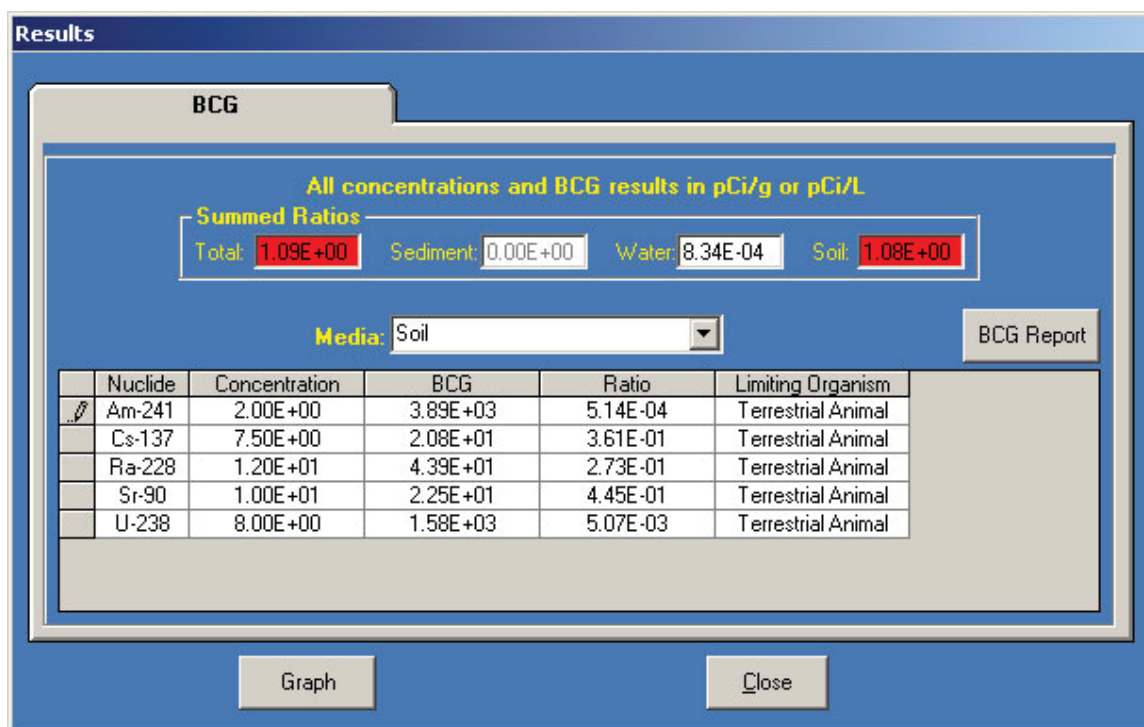 Results
BCG
All concentrations and BCG results in pCi/g or pCi/L
Summed Ratios
Total: 1.09E+00 Sediment: 0.00E+00 Water: 8.34E-04 Soil: 1.08E+00
Media: Soil BCG Report
Nuclide Concentration BCG Ratio Limiting Organism
Am-241 2.00E+00 3.89E+03 5.14E-04 Terrestrial Animal
Cs-137 7.50E+00 2.08E+01 3.61E-01 Terrestrial Animal
Ra-228 1.20E+01 4.39E+01 2.73E-01 Terrestrial Animal
Sr-90 1.00E+01 2.25E+01 4.45E-01 Terrestrial Animal
U-238 8.00E+00 1.58E+03 5.07E-03 Terrestrial Animal
Graph Close